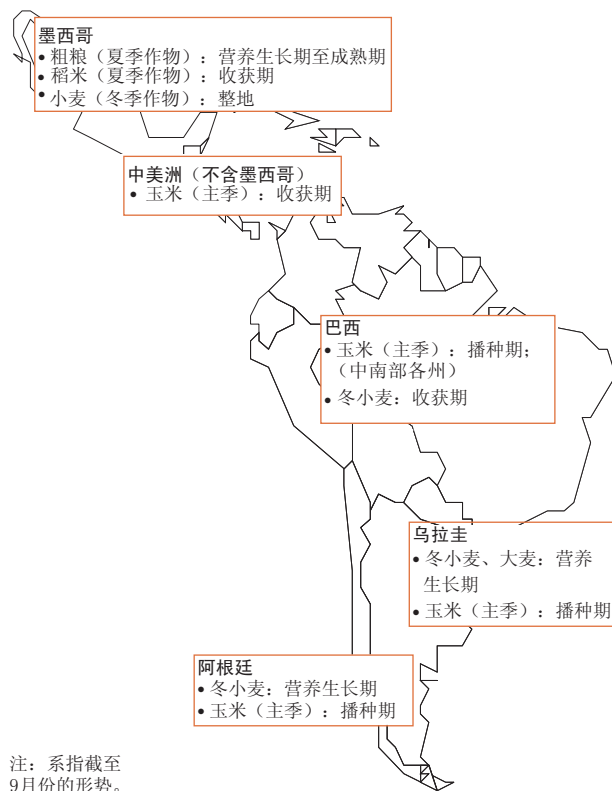 墨西哥
• 粗粮（夏季作物）：营养生长期至成熟期
• 稻米（夏季作物）：收获期
• 小麦（冬季作物）：整地
中美洲（不含墨西哥）
• 玉米（主季）：收获期
巴西
• 玉米（主季）：播种期；
（中南部各州）
• 冬小麦：收获期
乌拉圭
• 冬小麦、大麦：营养
生长期
• 玉米（主季）：播种期
阿根廷
• 冬小麦：营养生长期
• 玉米（主季）：播种期
注：系指截至
9月份的形势。